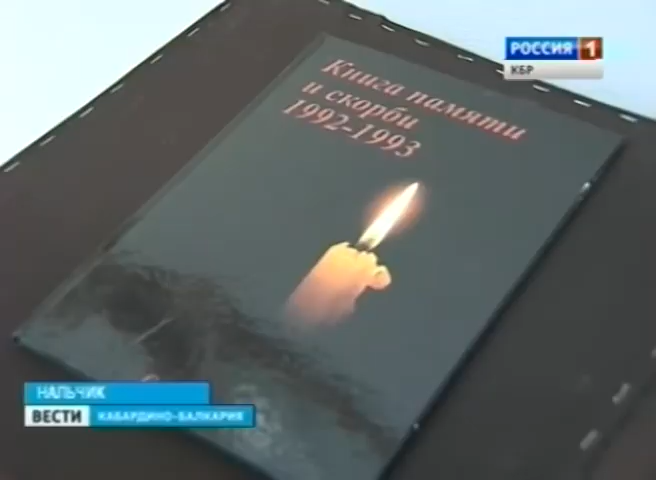 РОССИЯ 1
КБР
Книга памяти
и скорби
1992-1993
НАЛЬЧИК
ВЕСТИ КАБАРДИНО-БАЛКАРИЯ